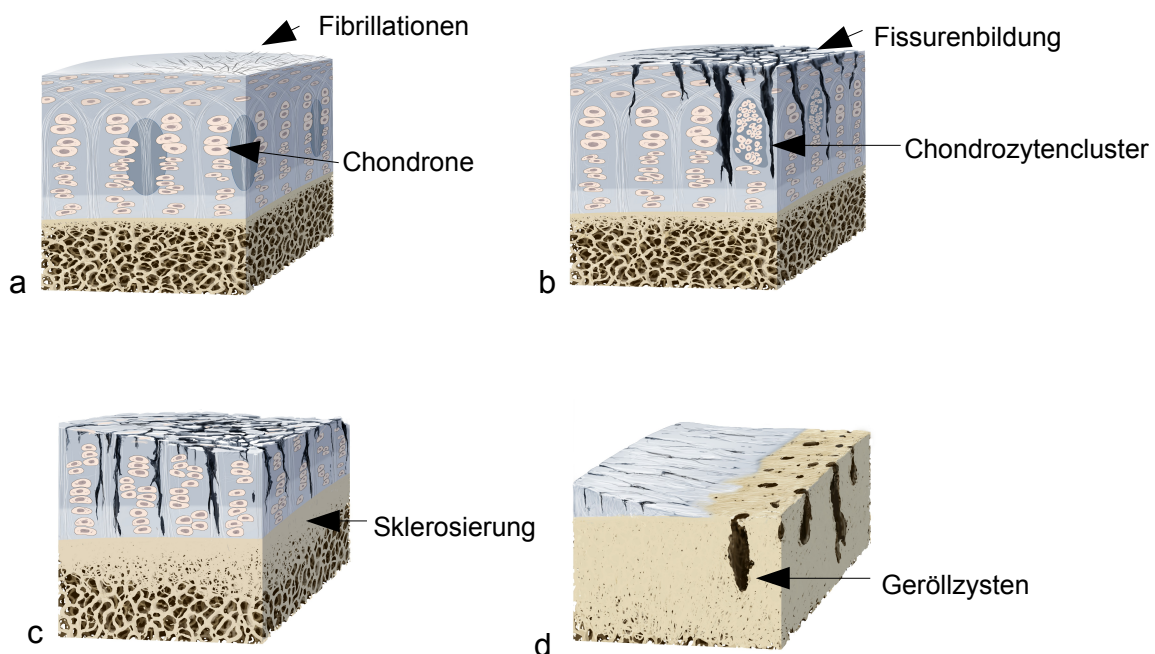 Fibrillationen
Chondrone
a
Fissurenbildung
Chondrozytencluster
b
Sklerosierung
c
Geröllzysten
d